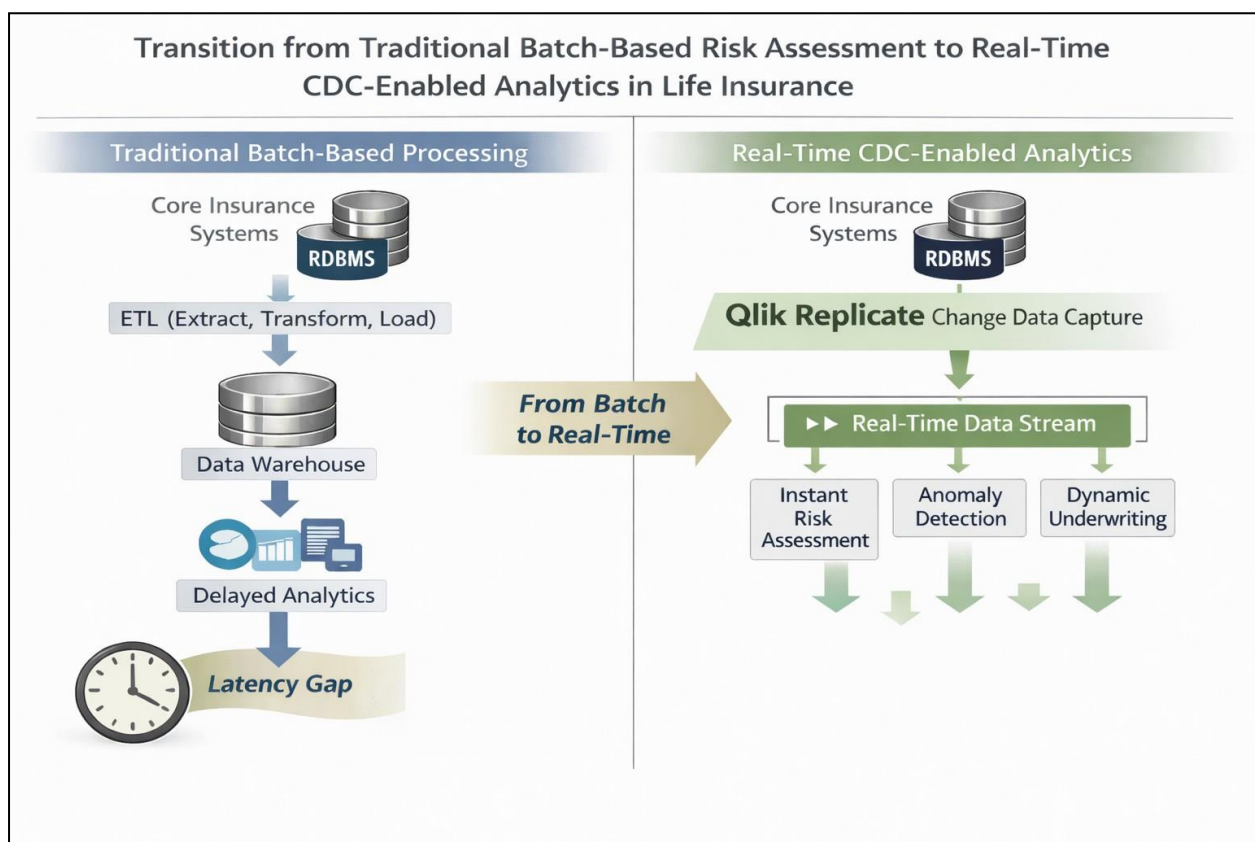 Transition from Traditional Batch-Based Risk Assessment to Real-Time
CDC-Enabled Analytics in Life Insurance
Traditional Batch-Based Processing
Core Insurance
Systems
RDBMS
ETL (Extract, Transform, Load)
Data Warehouse
Delayed Analytics
Latency Gap
From Batch
to Real-Time
Real-Time CDC-Enabled Analytics
Core Insurance
Systems
RDBMS
Qlik Replicate Change Data Capture
Real-Time Data Stream
Instant
Risk
Assessment
Anomaly
Detection
Dynamic
Underwriting